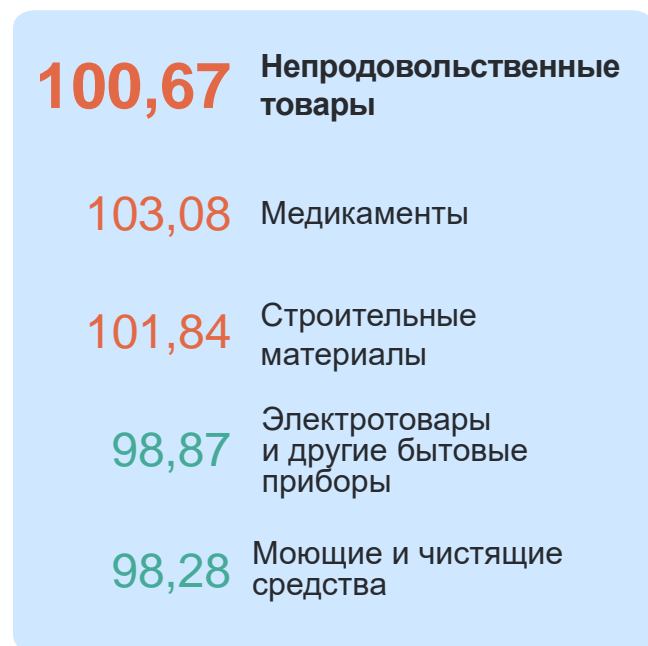 100,67 Непродовольственные
товары
103,08 Медикаменты
101,84 Строительные
материалы
98,87 Электротовары
и другие бытовые
приборы
98,28 Моющие и чистящие
средства